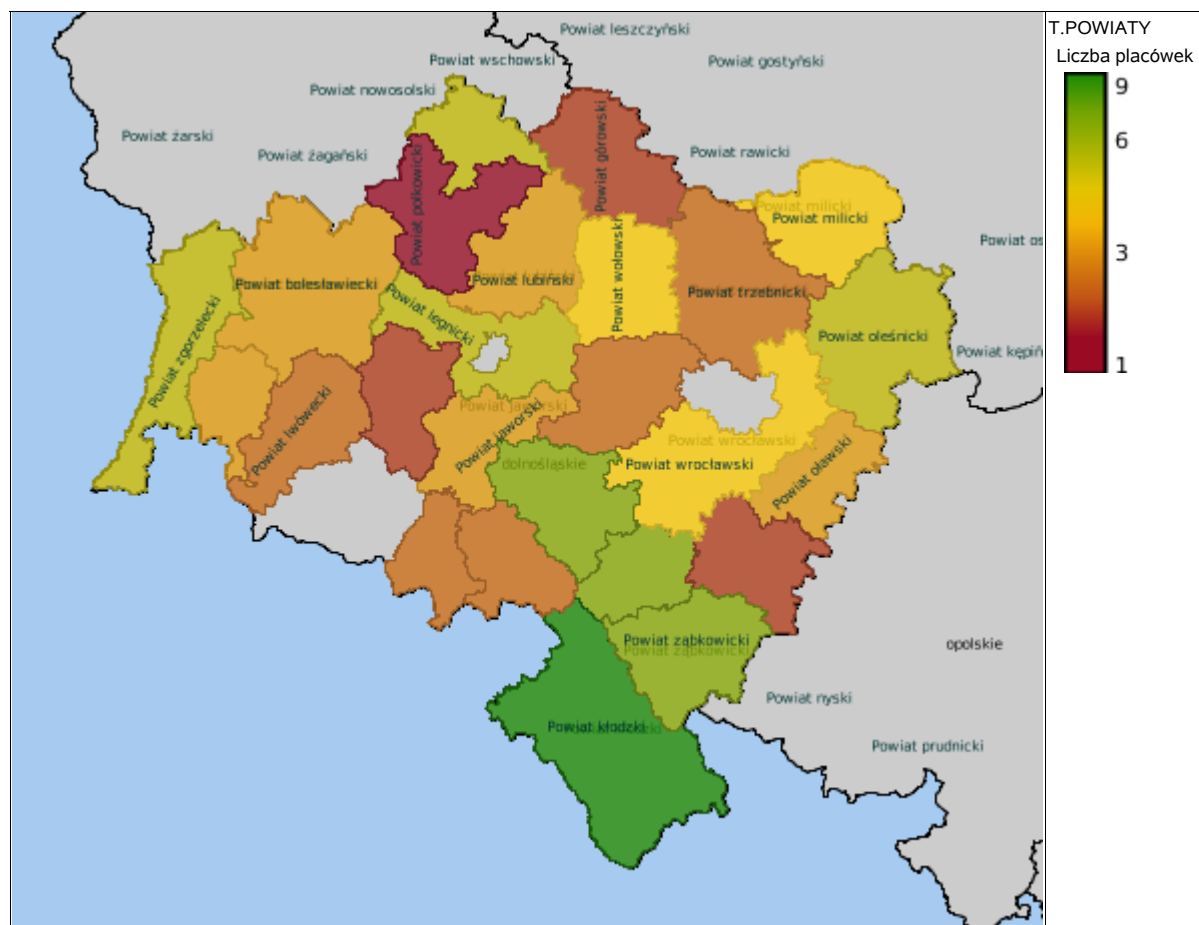 T.POWIATY
Liczba placówek
9
6
3
1
Powiat leszczyński
Powiat wschowski
Powiat gostyński
Powiat nowosolski
Powiat żarski
Powiat żagański
Powiat rawicki
Powiat polkowicki
Powiat górowski
Powiat milicki
Powiat milicki
Powiat os
Powiat bolesławiecki
Powiat lubiński
Powiat wołowski
Powiat trzebnicki
Powiat legnicki
Powiat zgorzelecki
Powiat oleśnicki
Powiat kępiń
Powiat jaworski
Powiat jaworski
Powiat lwówecki
Powiat wrocławski
Powiat wrocławski
dolnośląskie
Powiat oławski
Powiat ząbkowicki
Powiat ząbkowicki
opolskie
Powiat nyski
Powiat kłodzki
Powiat prudnicki